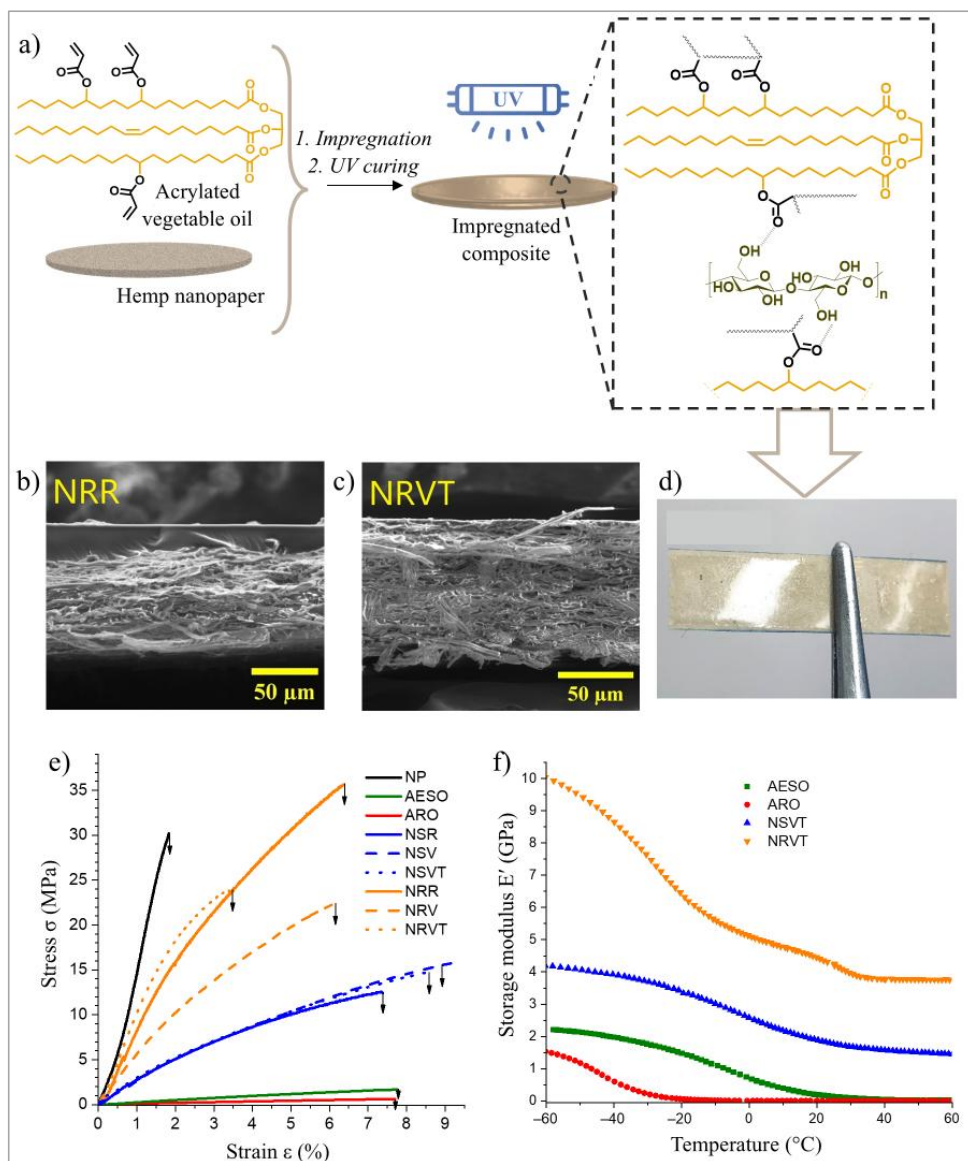 a)
O
O
O
O
O
O
O
O
O
O
O
O
Acrylated
vegetable oil
Hemp nanopaper
1. Impregnation
2. UV curing
UV
Impregnated
composite
O
O
O
O
O
O
O
O
O
O
O
O
OH
OH
HO
O
HO
OH
O
HO
O
O
n
OH
O
O
b)
NRR
50 µm
c)
NRVT
50 µm
d)
e)
Stress σ (MPa)
35
30
25
20
15
10
5
0
0
1
2
3
4
5
6
7
8
9
Strain ε (%)
NP
AESO
ARO
NSR
NSV
NSVT
NRR
NRV
NRVT
f)
Storage modulus E′ (GPa)
10
9
8
7
6
5
4
3
2
1
0
−60
−40
−20
0
20
40
60
Temperature (°C)
AESO
ARO
NSVT
NRVT